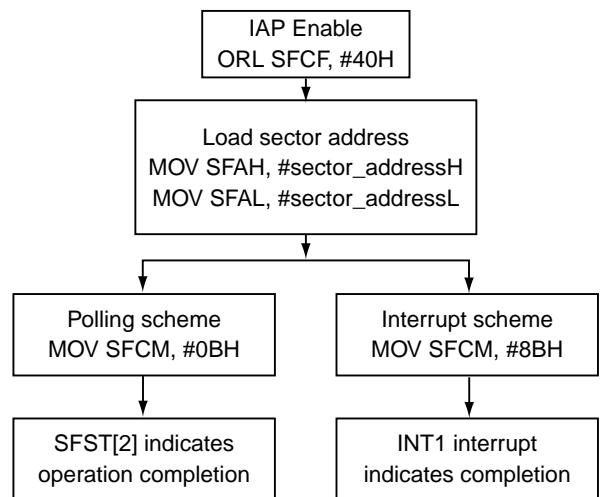 IAP Enable
ORL SFCF, #40H
Load sector address
MOV SFAH, #sector_addressH
MOV SFAL, #sector_addressL
Polling scheme
MOV SFCM, #0BH
Interrupt scheme
MOV SFCM, #8BH
SFST[2] indicates
operation completion
INT1 interrupt
indicates completion